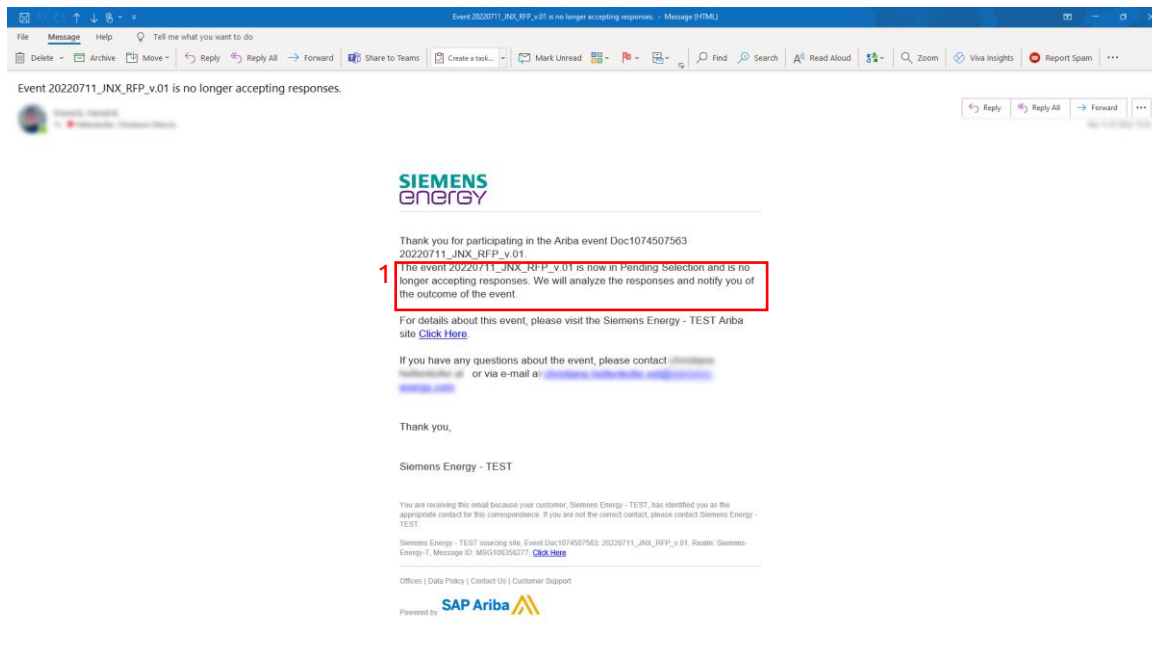 Event 20220711_JNX_RFP_v.01 is no longer accepting responses. - Message (HTML)
File Message Help Tell me what you want to do
Delete Archive Move Reply Reply All Forward Share to Teams Create a task... Mark Unread Find Search Read Aloud Zoom Viva Insights Report Spam
Event 20220711_JNX_RFP_v.01 is no longer accepting responses.
Reply Reply All Forward
SIEMENS
energy
Thank you for participating in the Ariba event Doc1074507563
20220711_JNX_RFP_v.01.
1
The event 20220711_JNX_RFP_v.01 is now in Pending Selection and is no
longer accepting responses. We will analyze the responses and notify you of
the outcome of the event.
For details about this event, please visit the Siemens Energy - TEST Ariba
site Click Here.
If you have any questions about the event, please contact
or via e-mail a
Thank you,
Siemens Energy - TEST
You are receiving this email because your customer, Siemens Energy - TEST, has identified you as the
appropriate contact for this correspondence. If you are not the correct contact, please contact Siemens Energy -
TEST.
Siemens Energy - TEST sourcing site, Event Doc1074507563: 20220711_JNX_RFP_v.01, Realm: Siemens-
Energy-T, Message ID: MSG108356277, Click Here
Offices | Data Policy | Contact Us | Customer Support
Powered by SAP Ariba